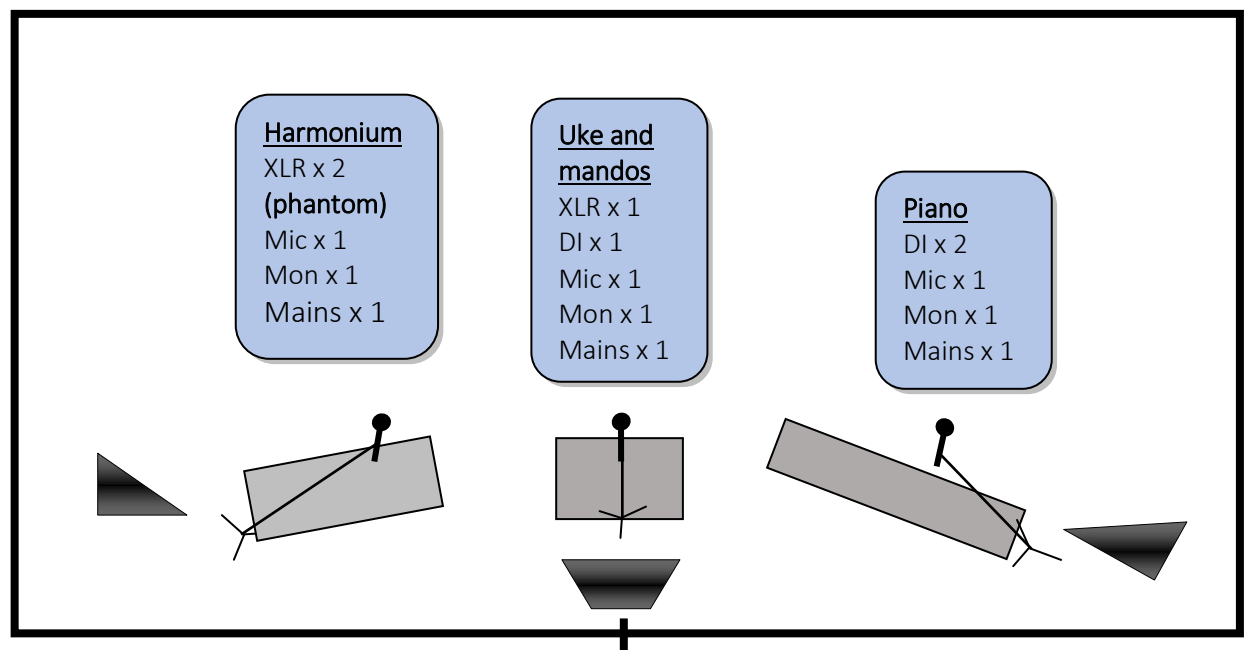 Harmonium
XLR x 2
(phantom)
Mic x 1
Mon x 1
Mains x 1
Uke and
mandos
XLR x 1
DI x 1
Mic x 1
Mon x 1
Mains x 1
Piano
DI x 2
Mic x 1
Mon x 1
Mains x 1